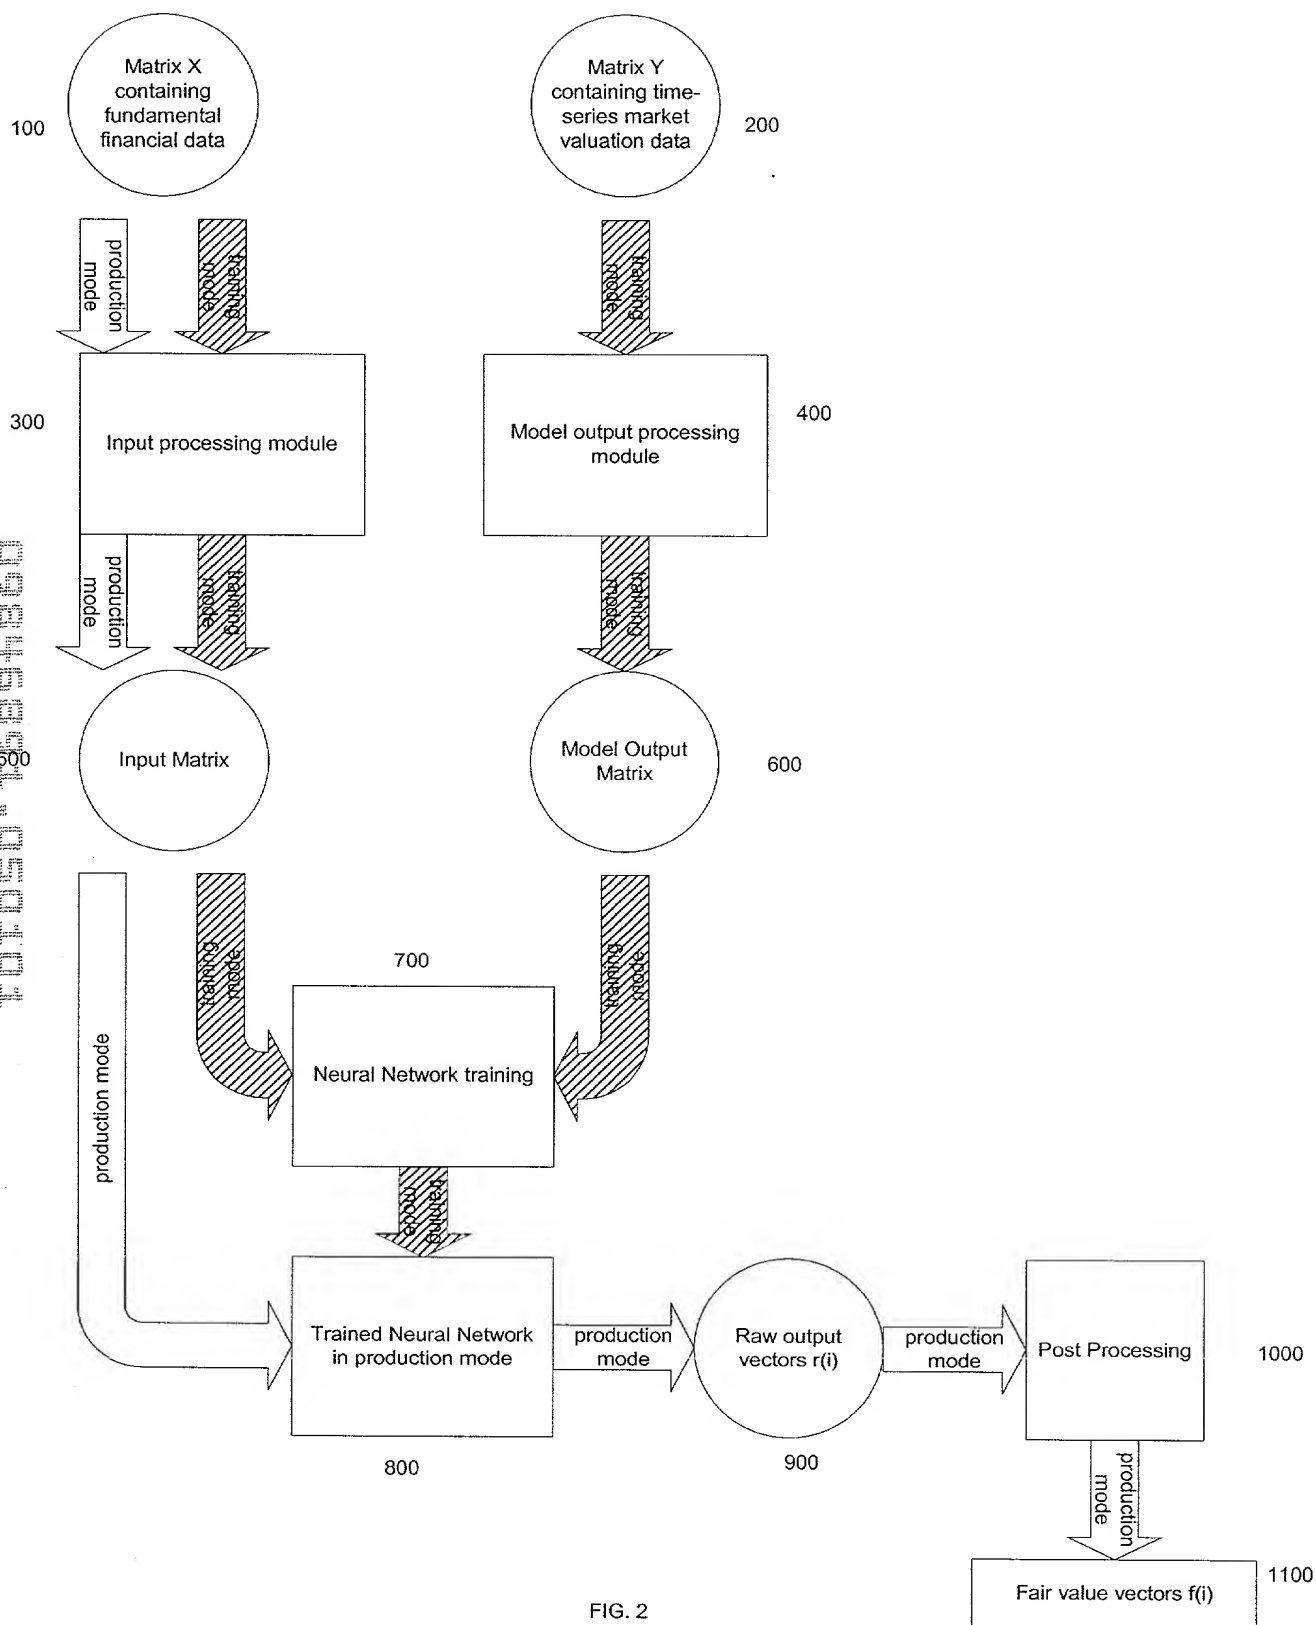 Matrix X
containing
fundamental
financial data
100
Matrix Y
containing time-
series market
valuation data
200
production
mode
training
mode
training
mode
300
Input processing module
Model output processing
module
400
production
mode
training
mode
training
mode
Input Matrix
Model Output
Matrix
600
training
mode
training
mode
700
production mode
Neural Network training
training
mode
Trained Neural Network
in production mode
production
mode
Raw output
vectors r(i)
production
mode
Post Processing
1000
800
900
production
mode
Fair value vectors f(i)
1100
FIG. 2